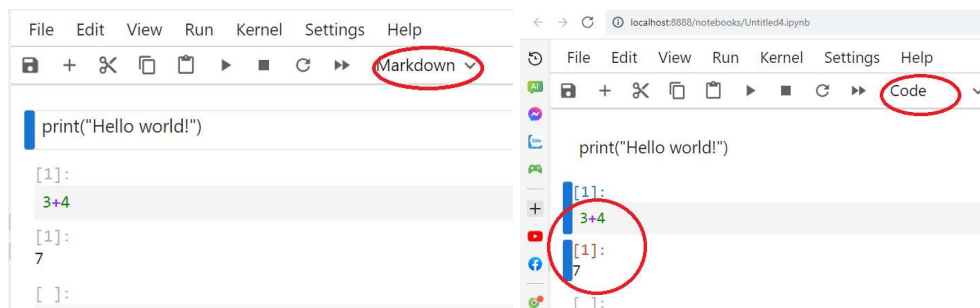 File Edit View Run Kernel Settings Help
Markdown
print("Hello world!")
[1]:
3+4
[1]:
7
[ ]:
localhost:8888/notebooks/Untitled4.ipynb
File Edit View Run Kernel Settings Help
Code
print("Hello world!")
[1]:
3+4
[1]:
7
[ ]:
AI